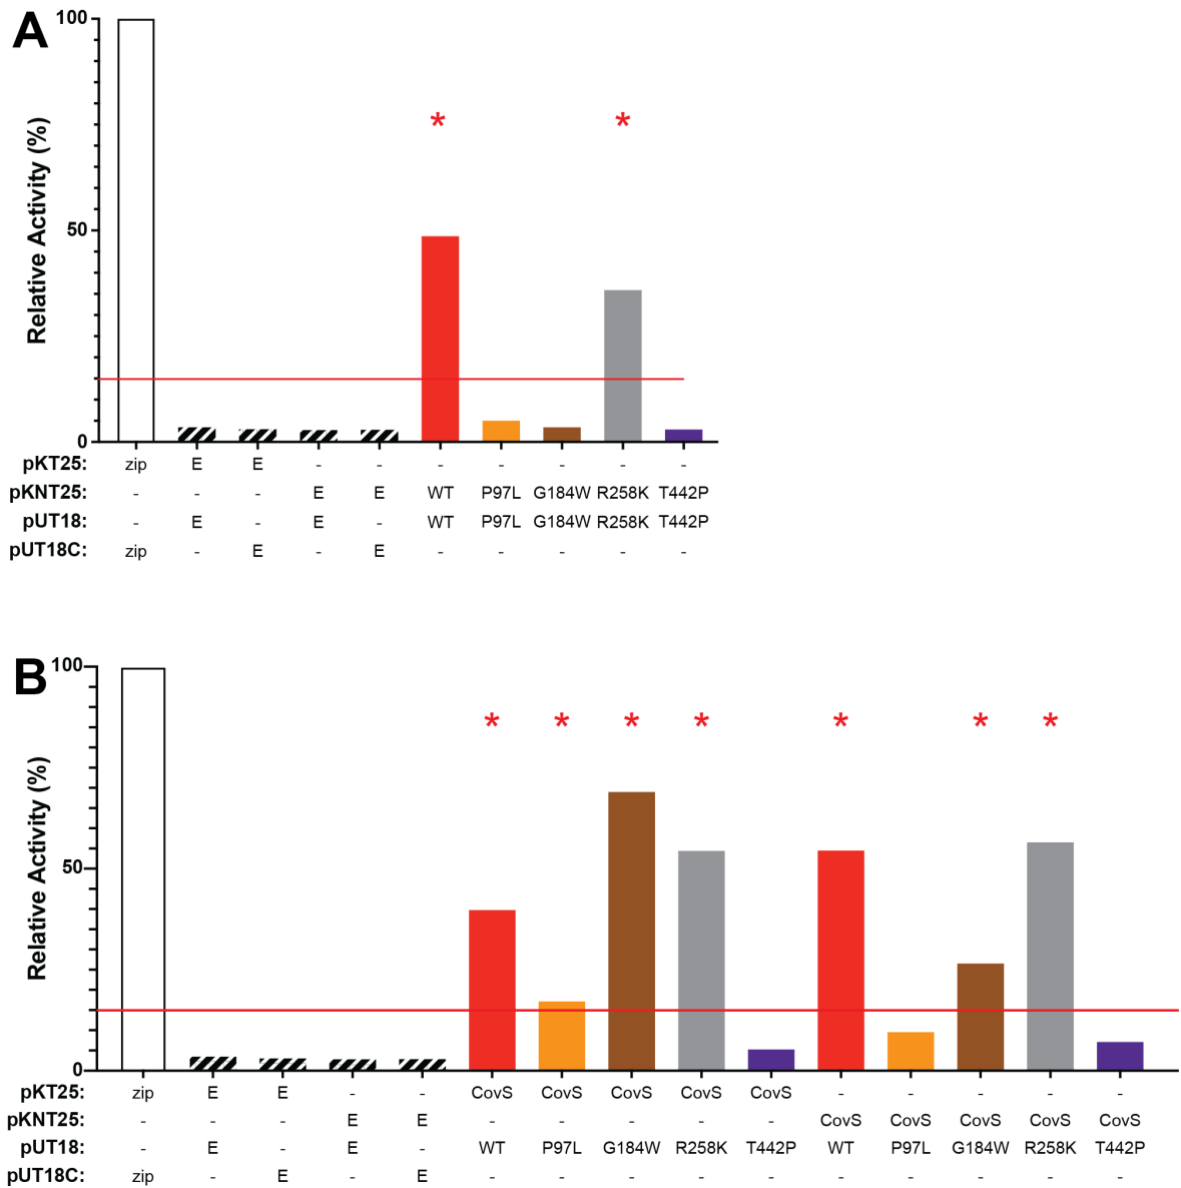 A
100
50
0
Relative Activity (%)
* *
pKT25: zip E E - - - - - - -
pKNT25: - - - E E WT P97L G184W R258K T442P
pUT18: - E - E - WT P97L G184W R258K T442P
pUT18C: zip - E - E - - - - -
B
100
50
0
Relative Activity (%)
* * * * * * *
pKT25: zip E E - - CovS CovS CovS CovS CovS - - - - -
pKNT25: - - - E E - - - - - CovS CovS CovS CovS CovS
pUT18: - E - E - WT P97L G184W R258K T442P WT P97L G184W R258K T442P
pUT18C: zip - E - E - - - - - - - - - -